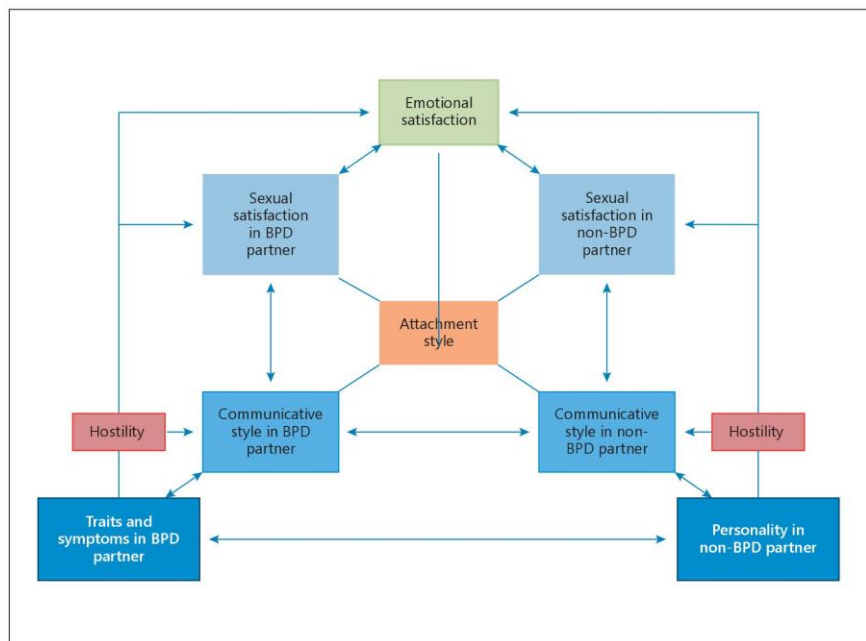 Emotional
satisfaction
Sexual
satisfaction
in BPD
partner
Sexual
satisfaction in
non-BPD
partner
Attachment
style
Hostility
Communicative
style in BPD
partner
Communicative
style in non-
BPD partner
Hostility
Traits and
symptoms in BPD
partner
Personality in
non-BPD partner